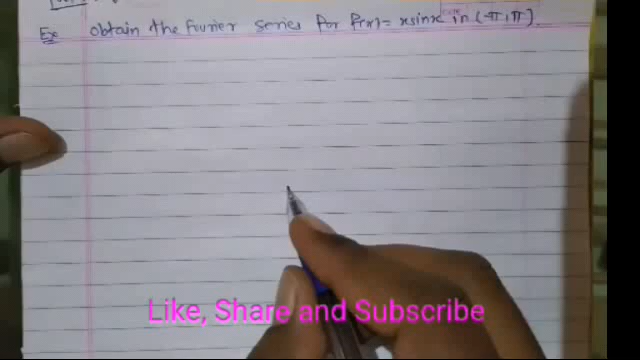 Ex obtain the Fourier series for f(x)= xsinx in (-π,π].
Like, Share and Subscribe